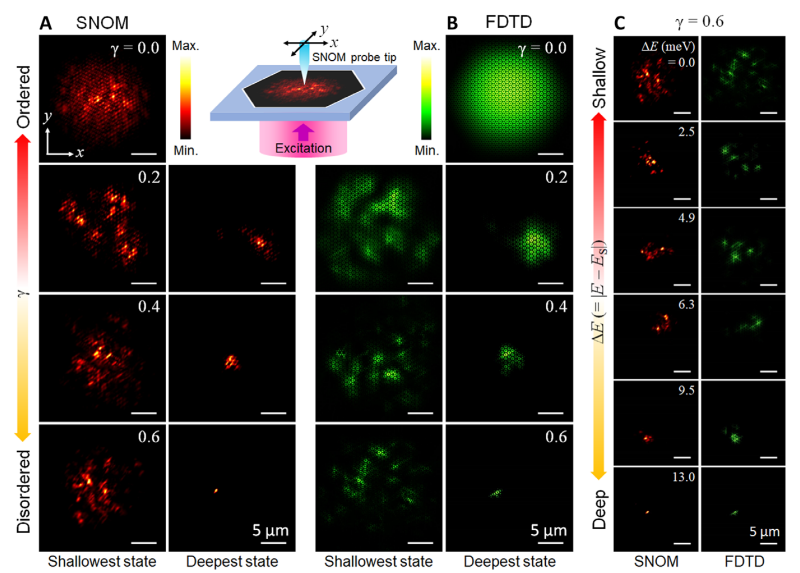 A
SNOM
B
FDTD
C
γ = 0.6
γ = 0.0
Max.
Min.
y
x
SNOM probe tip
Excitation
Max.
Min.
γ = 0.0
ΔE (meV)
= 0.0
Ordered
γ
Disordered
y
x
0.2
0.2
0.4
0.4
0.6
5 μm
0.6
5 μm
Shallowest state
Deepest state
Shallowest state
Deepest state
Shallow
ΔE (= |E − Es|)
Deep
2.5
4.9
6.3
9.5
13.0
5 μm
SNOM
FDTD